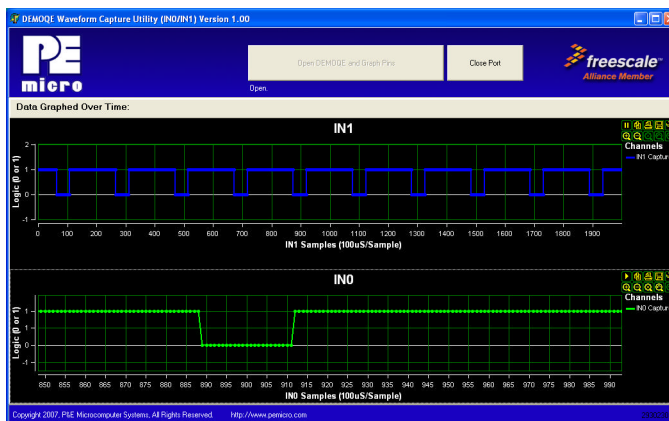 DEMOQE Waveform Capture Utility (IN0/IN1) Version 1.00
PE
micro
Open DEMOQE and Graph Pins
Close Port
freescale™
Alliance Member
Open.
Data Graphed Over Time:
IN1
Channels
IN1 Captur
Logic (0 or 1)
2
1
0
-1
0 100 200 300 400 500 600 700 800 900 1000 1100 1200 1300 1400 1500 1600 1700 1800 1900
IN1 Samples (100uS/Sample)
IN0
Channels
IN0 Captur
Logic (0 or 1)
1
1
0
-1
850 855 860 865 870 875 880 885 890 895 900 905 910 915 920 925 930 935 940 945 950 955 960 965 970 975 980 985 990
IN0 Samples (100uS/Sample)
Copyright 2007, P&E Microcomputer Systems, All Rights Reserved. http://www.pemicro.com